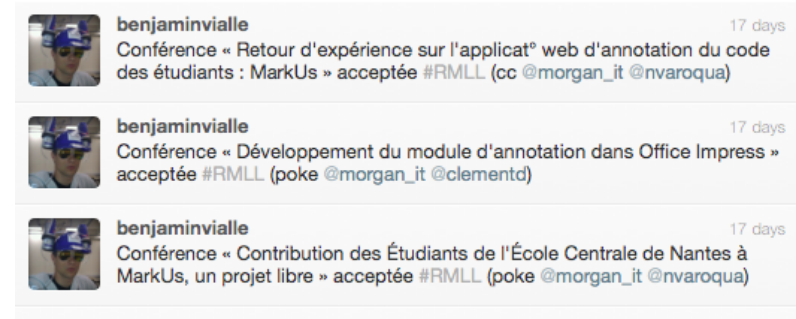 benjaminvialle 17 days
Conférence « Retour d'expérience sur l'applicat° web d'annotation du code
des étudiants : MarkUs » acceptée #RMLL (cc @morgan_it @nvaroqua)
benjaminvialle 17 days
Conférence « Développement du module d'annotation dans Office Impress »
acceptée #RMLL (poke @morgan_it @clementd)
benjaminvialle 17 days
Conférence « Contribution des Étudiants de l'École Centrale de Nantes à
MarkUs, un projet libre » acceptée #RMLL (poke @morgan_it @nvaroqua)